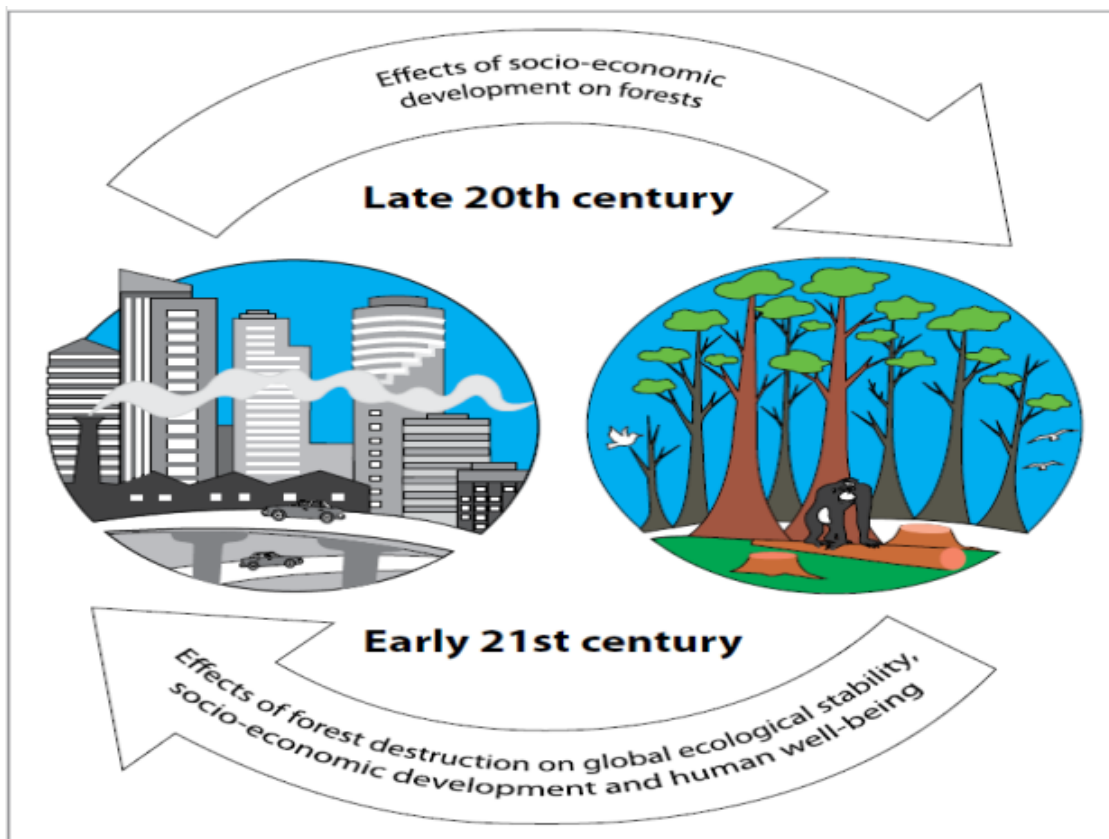 Effects of socio-economic
development on forests
Late 20th century
Early 21st century
Effects of forest destruction on global ecological stability,
socio-economic development and human well-being